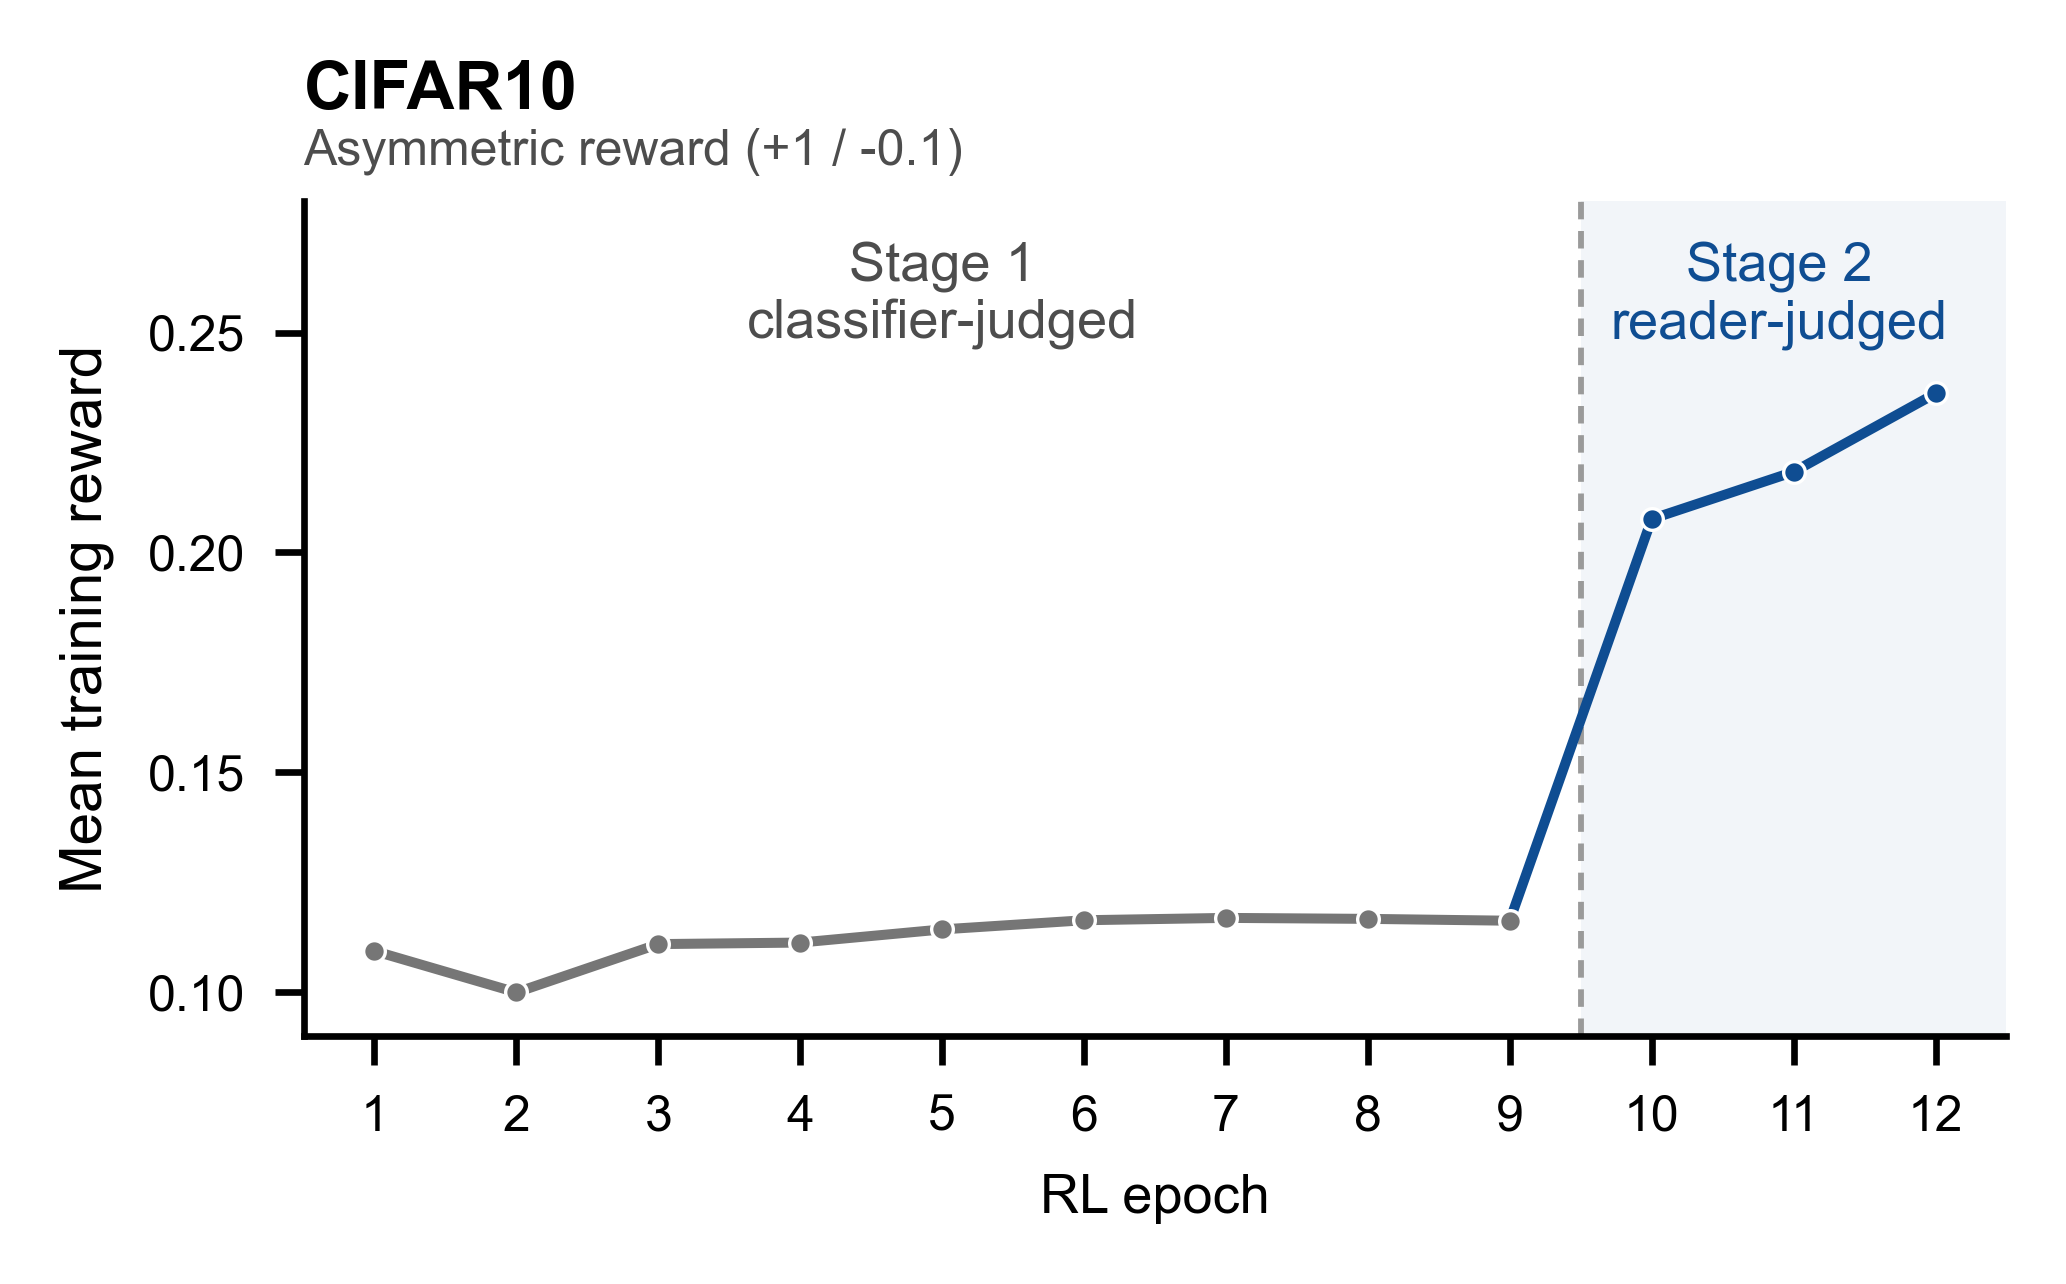 CIFAR10
Asymmetric reward (+1 / -0.1)
Stage 1
classifier-judged
Stage 2
reader-judged
Mean training reward
0.25
0.20
0.15
0.10
1 2 3 4 5 6 7 8 9 10 11 12
RL epoch